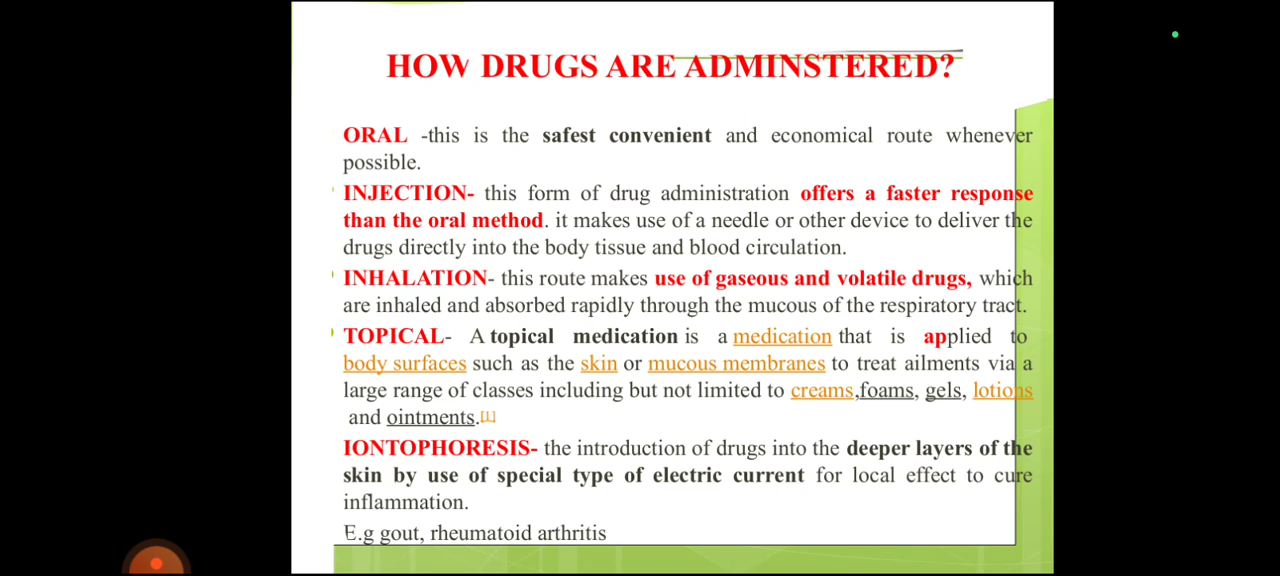 HOW DRUGS ARE ADMINSTERED?
ORAL -this is the safest convenient and economical route whenever
possible.
INJECTION- this form of drug administration offers a faster response
than the oral method. it makes use of a needle or other device to deliver the
drugs directly into the body tissue and blood circulation.
INHALATION- this route makes use of gaseous and volatile drugs, which
are inhaled and absorbed rapidly through the mucous of the respiratory tract.
TOPICAL- A topical medication is a medication that is applied to
body surfaces such as the skin or mucous membranes to treat ailments via a
large range of classes including but not limited to creams,foams, gels, lotions
and ointments.[1]
IONTOPHORESIS- the introduction of drugs into the deeper layers of the
skin by use of special type of electric current for local effect to cure
inflammation.
E.g gout, rheumatoid arthritis